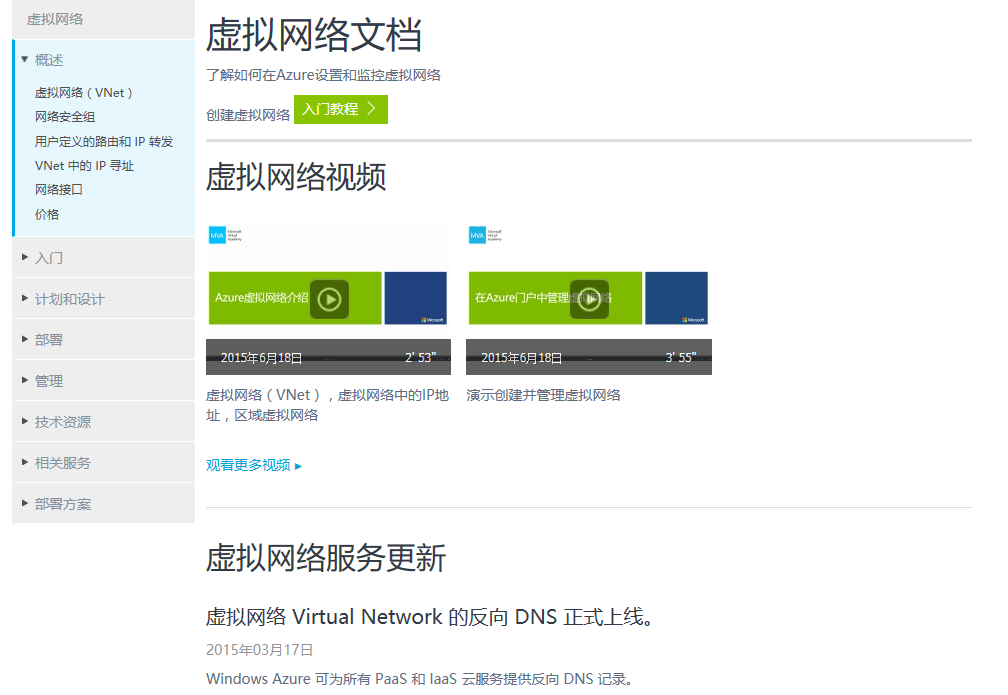 虚拟网络
概述
虚拟网络（VNet）
网络安全组
用户定义的路由和 IP 转发
VNet 中的 IP 寻址
网络接口
价格
入门
计划和设计
部署
管理
技术资源
相关服务
部署方案
虚拟网络文档
了解如何在Azure设置和监控虚拟网络
创建虚拟网络 入门教程
虚拟网络视频
MVA Microsoft
Virtual
Academy
Azure虚拟网络介绍
Microsoft
2015年6月18日 2' 53"
虚拟网络（VNet），虚拟网络中的IP地
址，区域虚拟网络
MVA Microsoft
Virtual
Academy
在Azure门户中管理虚拟网络
Microsoft
2015年6月18日 3' 55"
演示创建并管理虚拟网络
观看更多视频
虚拟网络服务更新
虚拟网络 Virtual Network 的反向 DNS 正式上线。
2015年03月17日
Windows Azure 可为所有 PaaS 和 IaaS 云服务提供反向 DNS 记录。